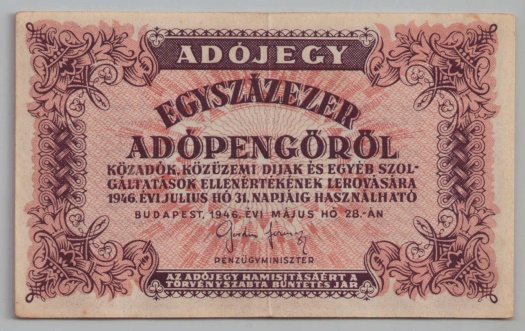 ADÓJEGY
EGYSZÁZEZER
ADÓPENGŐRŐL
KÖZADÓK, KÖZÜZEMI DIJAK ÉS EGYÉB SZOL-
GÁLTATÁSOK ELLENÉRTÉKÉNEK LEROVÁSÁRA
1946. ÉVI JULIUS HÓ 31. NAPJÁIG HASZNÁLHATÓ
BUDAPEST, 1946. ÉVI MÁJUS HÓ 28.-ÁN
PÉNZÜGYMINISZTER
AZ ADÓJEGY HAMISITÁSÁÉRT A
TÖRVÉNYSZABTA BÜNTETÉS JÁR